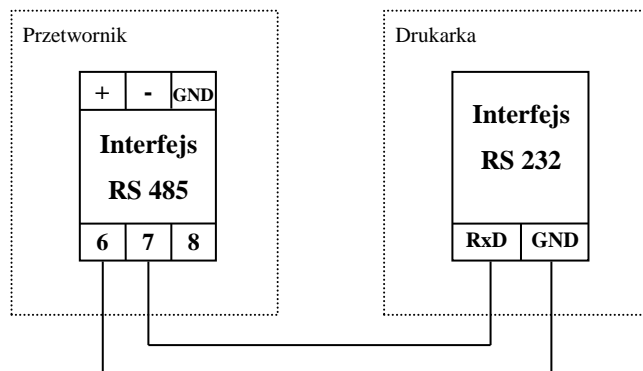 Przetwornik
+ - GND
Interfejs
RS 485
6 7 8
Drukarka
Interfejs
RS 232
RxD GND